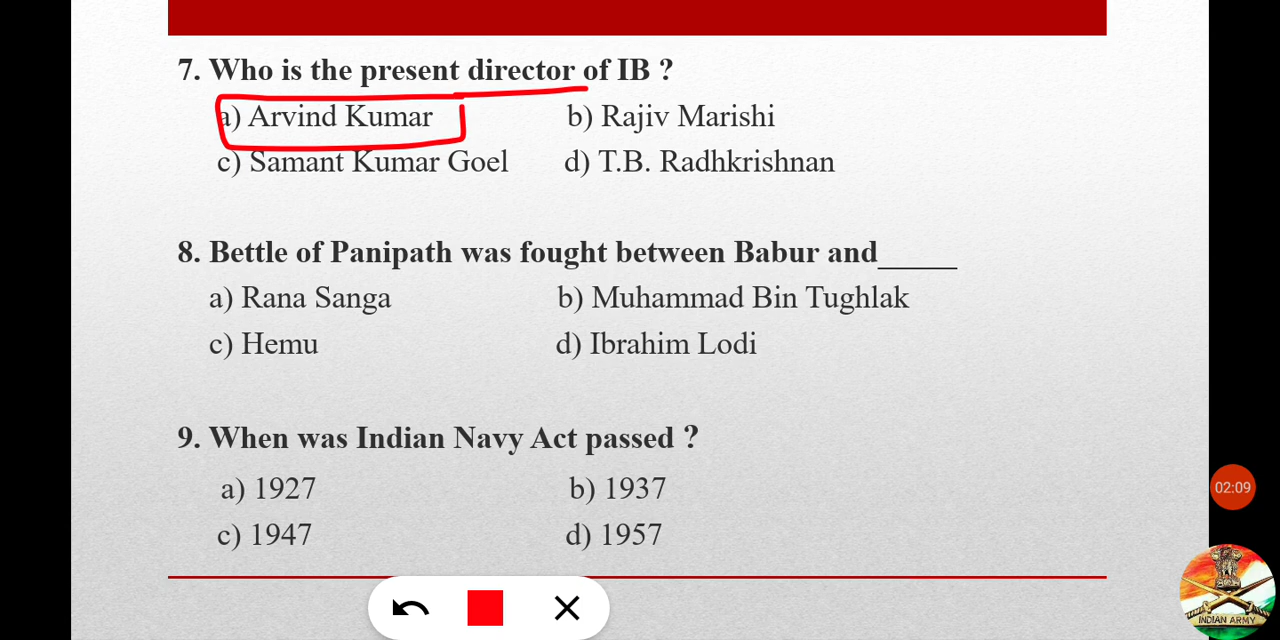 7. Who is the present director of IB ?
a) Arvind Kumar b) Rajiv Marishi
c) Samant Kumar Goel d) T.B. Radhkrishnan
8. Bettle of Panipath was fought between Babur and_____
a) Rana Sanga b) Muhammad Bin Tughlak
c) Hemu d) Ibrahim Lodi
9. When was Indian Navy Act passed ?
a) 1927 b) 1937
c) 1947 d) 1957
02:09
INDIAN ARMY